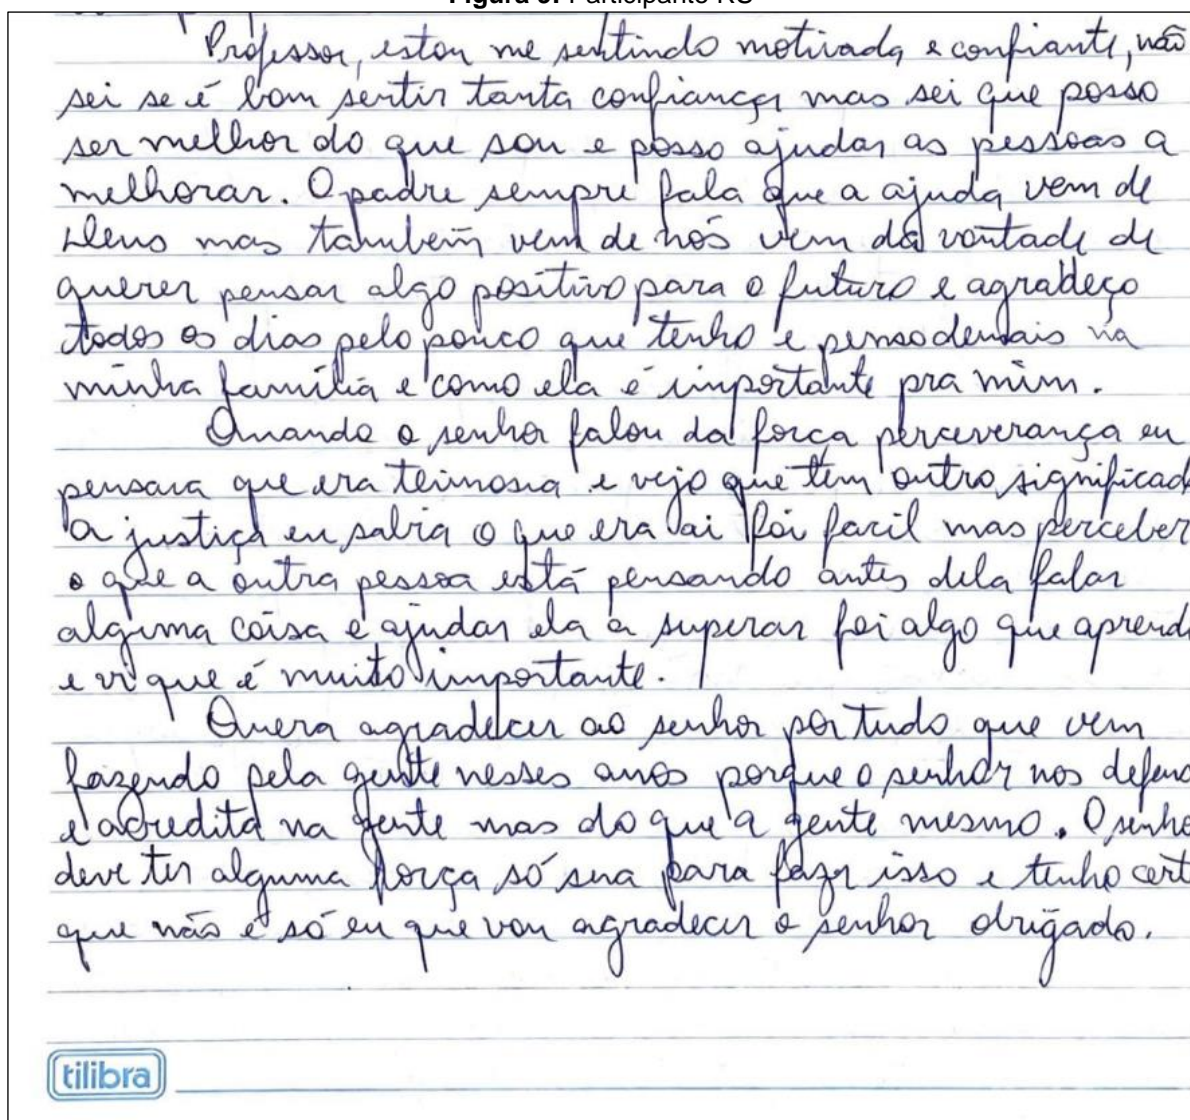 Professor, estou me sentindo motivada e confiante, não
sei se é bom sentir tanta confiança mas sei que posso
ser melhor do que sou e posso ajudar as pessoas a
melhorar. O padre sempre fala que a ajuda vem de
Deus mas também vem de nós vem da vontade de
querer pensar algo positivo para o futuro e agradeço
todos os dias pelo pouco que tenho e penso demais na
minha família e como ela é importante pra mim.
Quando o senhor falou da força perceverança eu
pensava que era teimosia e vejo que tem outro significad
a justiça eu sabia o que era ai foi facil mas perceber
o que a outra pessoa está pensando antes dela falar
alguma coisa e ajudar ela a superar foi algo que aprend
e vi que é muito importante.
Quera agradecer ao senhor por tudo que vem
fazendo pela gente nesses anos porque o senhor nos defend
e acredita na gente mas do que a gente mesmo. O senho
deve ter alguma força só sua para fazer isso e tenho cert
que não é só eu que vou agradecer o senhor obrigado.
tilibra